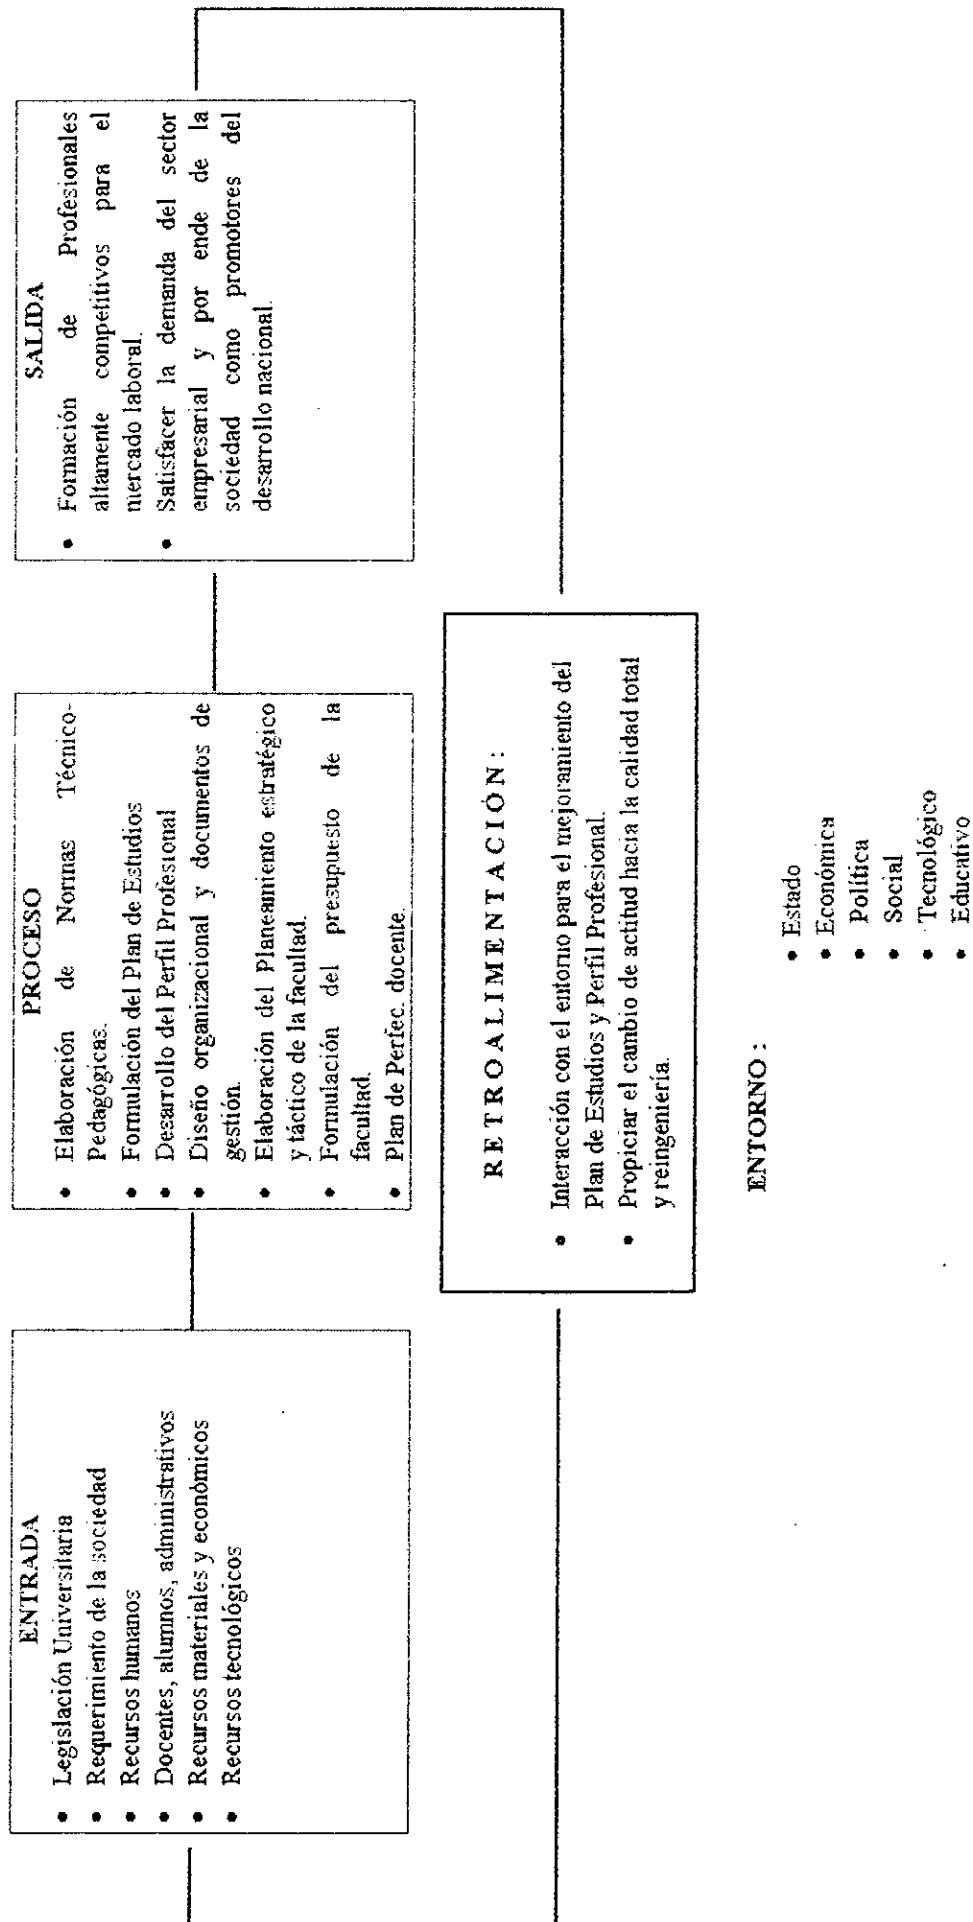 ENTRADA
• Legislación Universitaria
• Requerimiento de la sociedad
• Recursos humanos
• Docentes, alumnos, administrativos
• Recursos materiales y económicos
• Recursos tecnológicos
PROCESO
• Elaboración de Normas Técnico-
Pedagógicas.
• Formulación del Plan de Estudios
• Desarrollo del Perfil Profesional
• Diseño organizacional y documentos de
gestión.
• Elaboración del Planeamiento estratégico
y táctico de la facultad.
• Formulación del presupuesto de la
facultad.
• Plan de Perfec. docente.
SALIDA
• Formación de Profesionales
altamente competitivos para el
mercado laboral.
• Satisfacer la demanda del sector
empresarial y por ende de la
sociedad como promotores del
desarrollo nacional.
RETROALIMENTACIÓN:
• Interacción con el entorno para el mejoramiento del
Plan de Estudios y Perfil Profesional.
• Propiciar el cambio de actitud hacia la calidad total
y reingeniería.
ENTORNO:
• Estado
• Económica
• Política
• Social
• Tecnológico
• Educativo